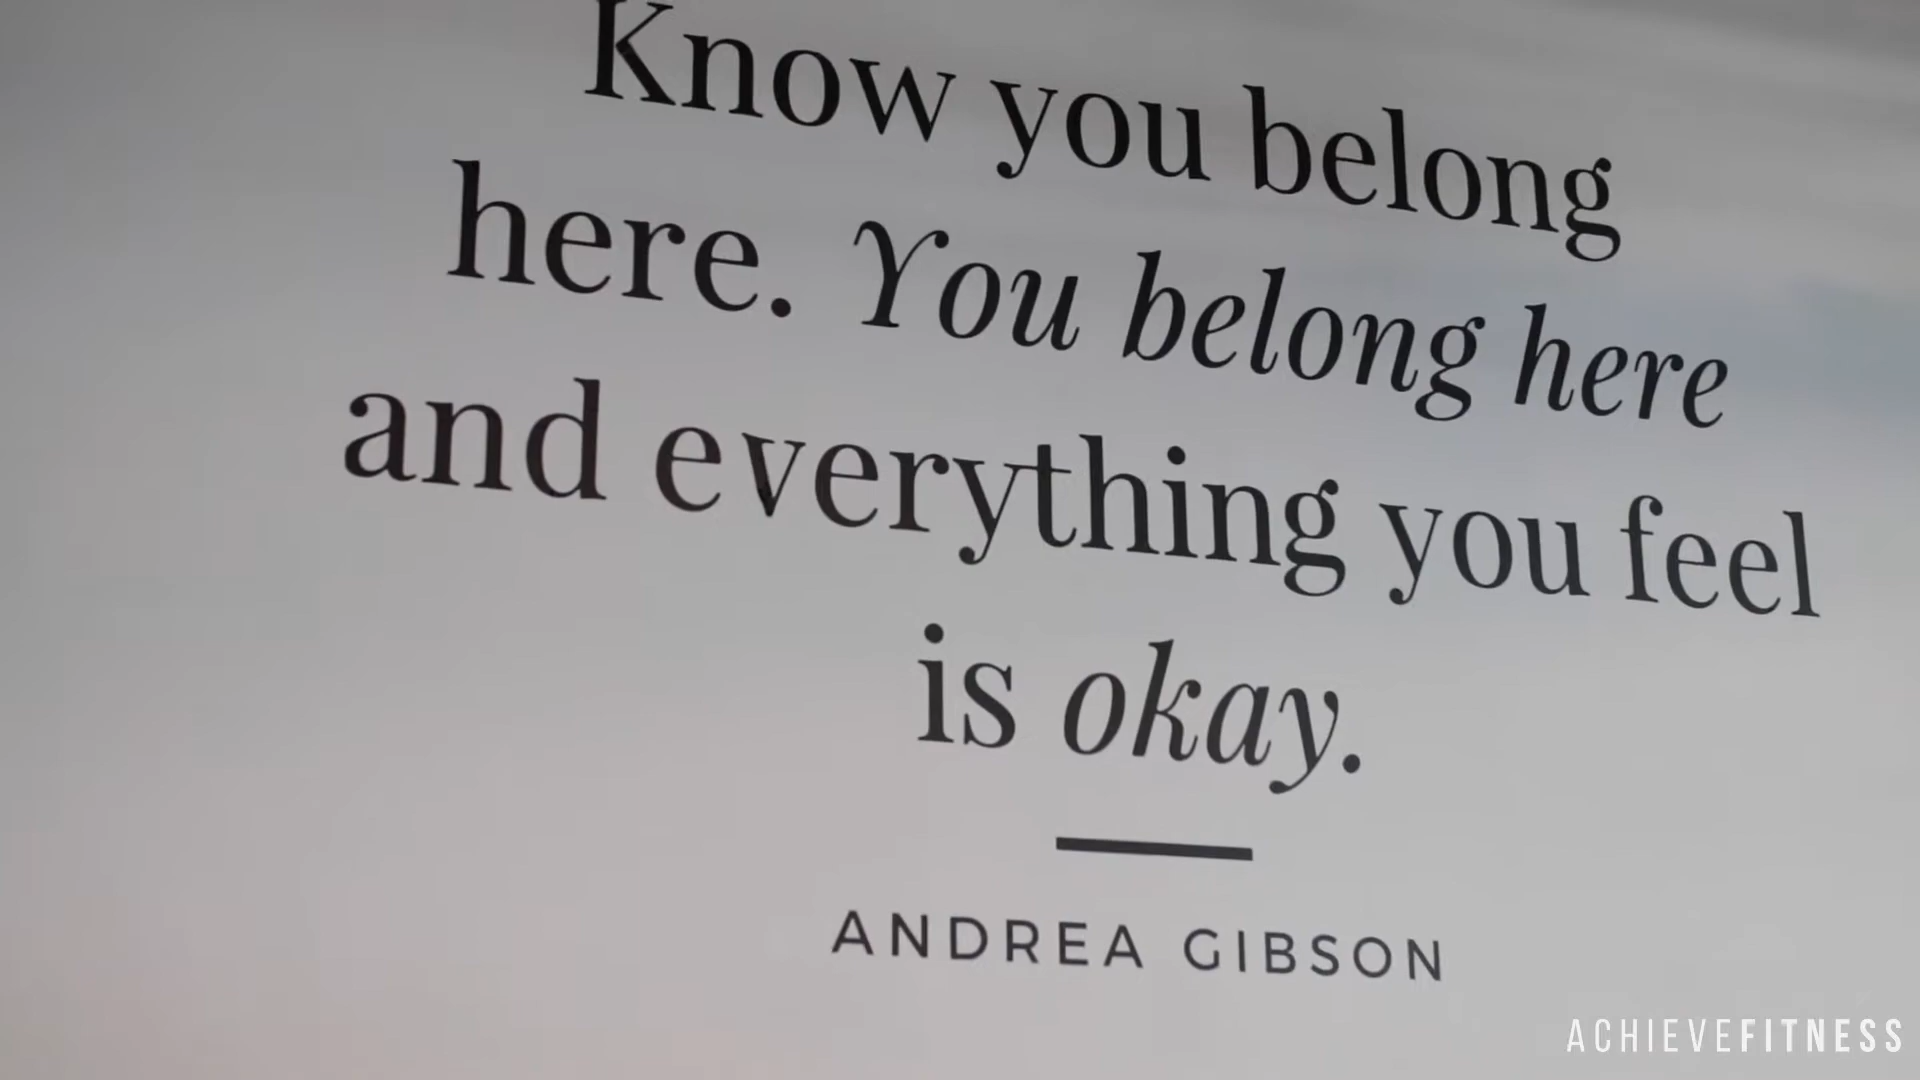 Know you belong
here. You belong here
and everything you feel
is okay.
ANDREA GIBSON
ACHIEVEFITNESS